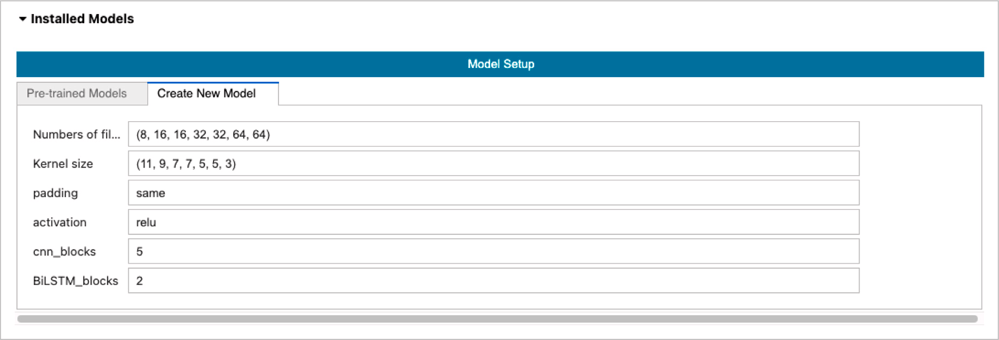 Installed Models
Model Setup
Pre-trained Models Create New Model
Numbers of fil... (8, 16, 16, 32, 32, 64, 64)
Kernel size (11, 9, 7, 7, 5, 5, 3)
padding same
activation relu
cnn_blocks 5
BiLSTM_blocks 2